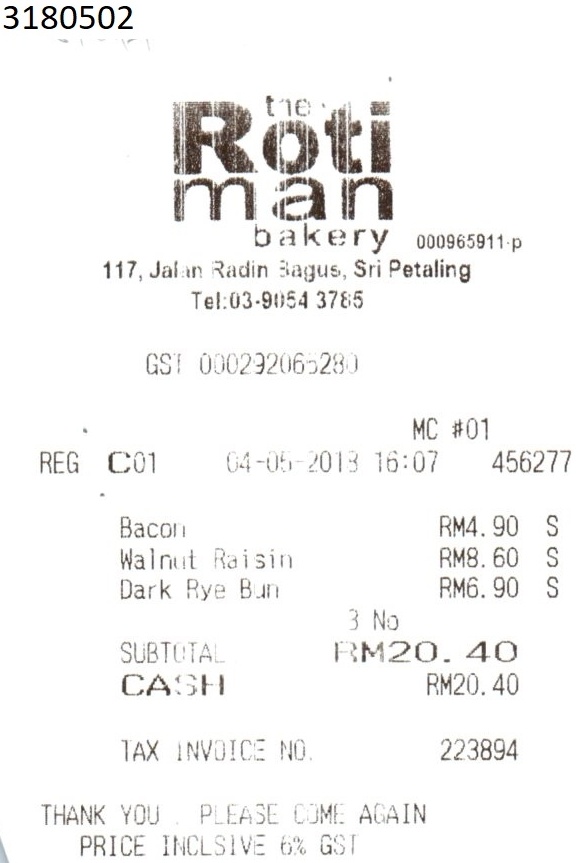 3180502
the
Roti
man
bakery 000965911-p
117, Jalan Radin Bagus, Sri Petaling
Tel:03-9054 3785
GST 000292065280
MC #01
REG C01 04-05-2018 16:07 456277
Bacon RM4.90 S
Walnut Raisin RM8.60 S
Dark Rye Bun RM6.90 S
3 No
SUBTOTAL RM20.40
CASH RM20.40
TAX INVOICE NO. 223894
THANK YOU . PLEASE COME AGAIN
PRICE INCLSIVE 6% GST